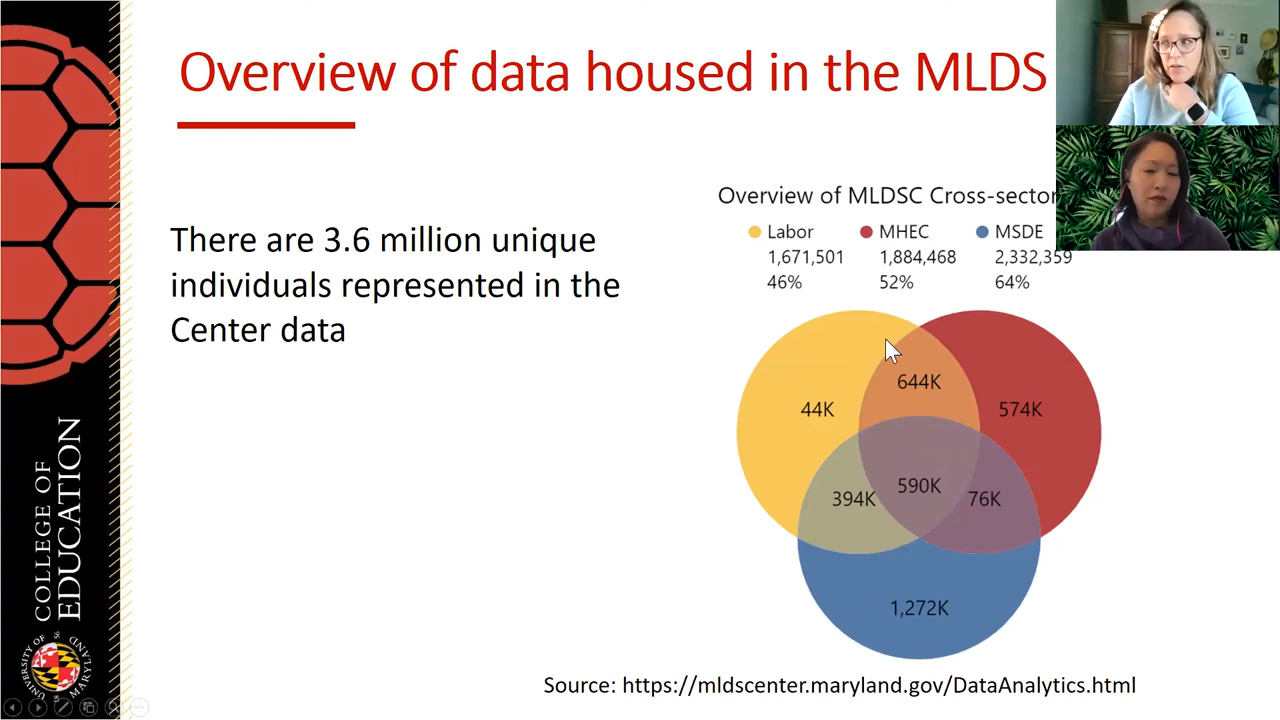 Overview of data housed in the MLDS
There are 3.6 million unique
individuals represented in the
Center data
Overview of MLDSC Cross-sector
Labor
1,671,501
46%
MHEC
1,884,468
52%
MSDE
2,332,359
64%
644K
44K
574K
590K
394K
76K
1,272K
Source: https://mldscenter.maryland.gov/DataAnalytics.html
COLLEGE OF
EDUCATION
UNIVERSITY OF
MARYLAND